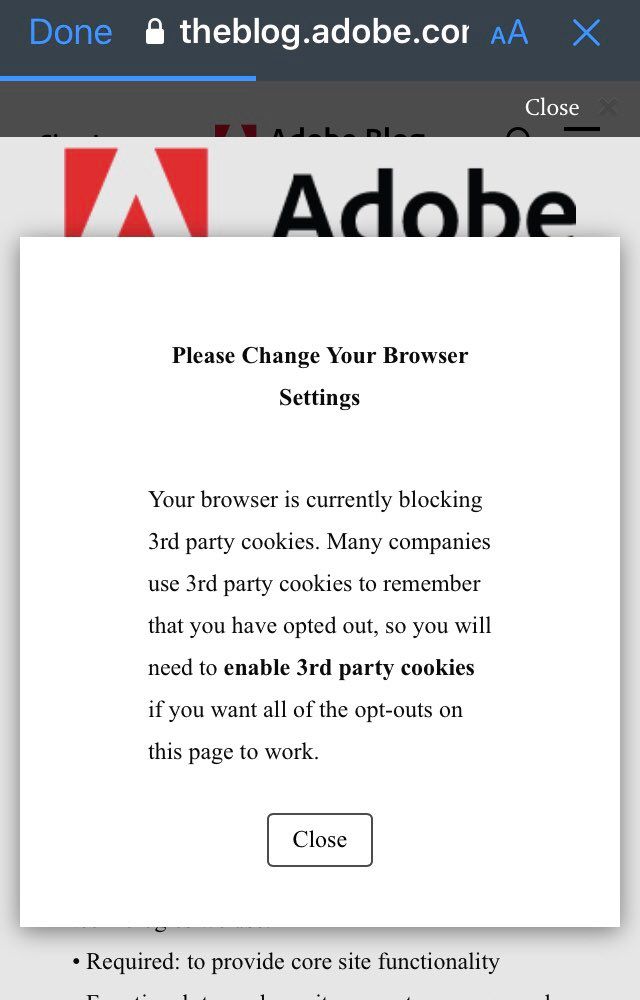 Done theblog.adobe.cor AA
Close
Adobe Blog
Adobe
Please Change Your Browser
Settings
Your browser is currently blocking
3rd party cookies. Many companies
use 3rd party cookies to remember
that you have opted out, so you will
need to enable 3rd party cookies
if you want all of the opt-outs on
this page to work.
Close
• Required: to provide core site functionality